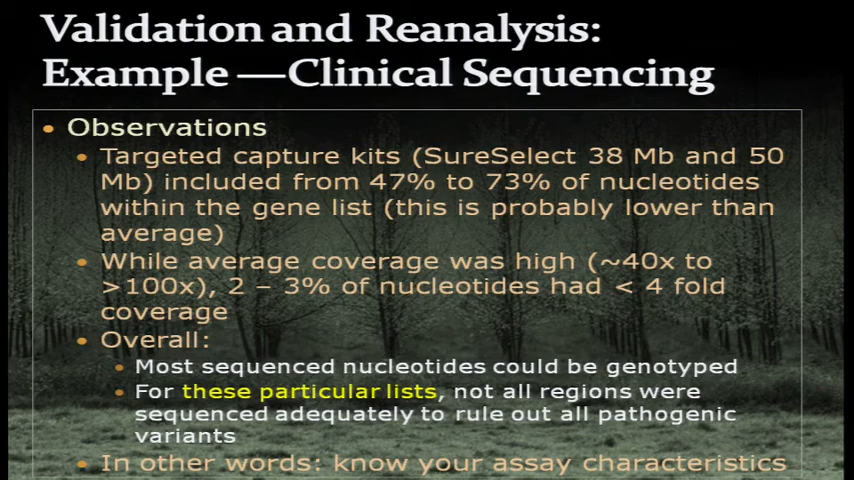 Validation and Reanalysis:
Example —Clinical Sequencing
• Observations
• Targeted capture kits (SureSelect 38 Mb and 50
Mb) included from 47% to 73% of nucleotides
within the gene list (this is probably lower than
average)
• While average coverage was high (~40x to
>100x), 2 – 3% of nucleotides had < 4 fold
coverage
• Overall:
• Most sequenced nucleotides could be genotyped
• For these particular lists, not all regions were
sequenced adequately to rule out all pathogenic
variants
• In other words: know your assay characteristics